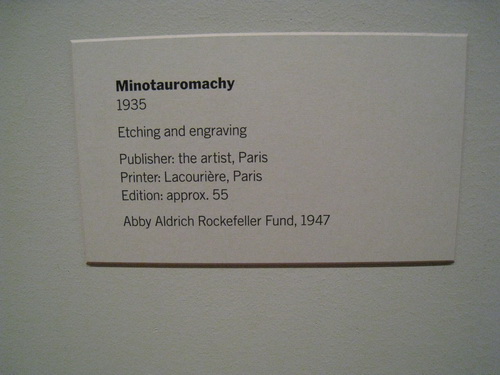 Minotauromachy
1935
Etching and engraving
Publisher: the artist, Paris
Printer: Lacourière, Paris
Edition: approx. 55
Abby Aldrich Rockefeller Fund, 1947